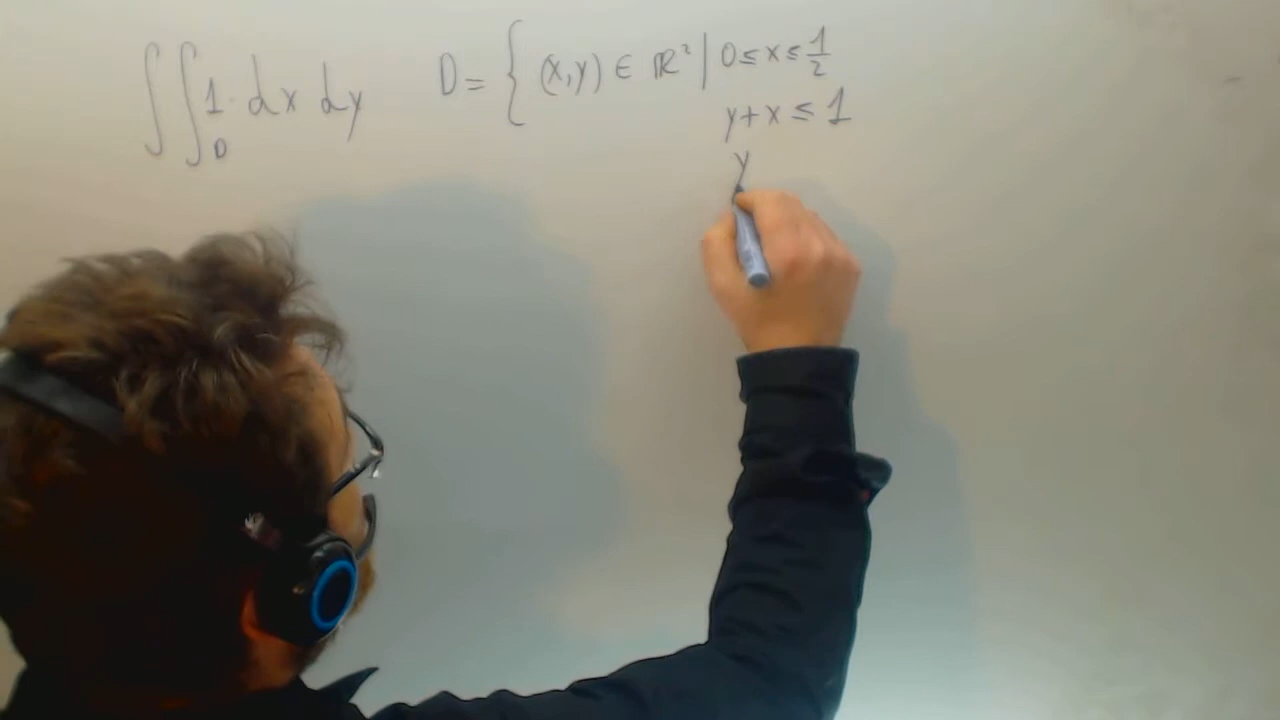 ∫∫_D 1· dx dy D = { (x,y) ∈ ℝ² | 0 ≤ x ≤ 1/2
y+x ≤ 1
y